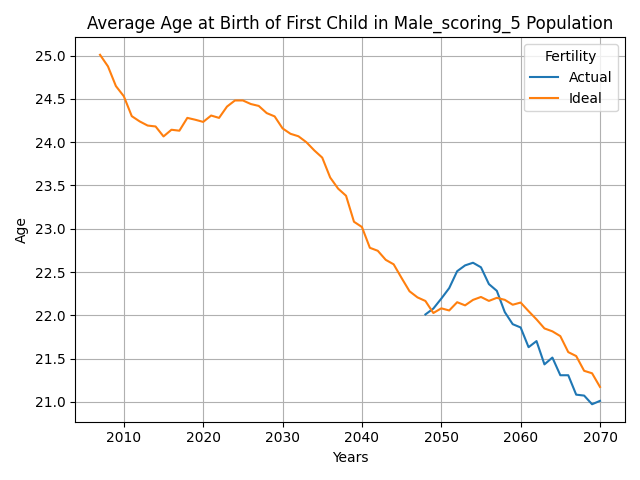 Average Age at Birth of First Child in Male_scoring_5 Population
Fertility
Actual
Ideal
Age
25.0
24.5
24.0
23.5
23.0
22.5
22.0
21.5
21.0
2010 2020 2030 2040 2050 2060 2070
Years